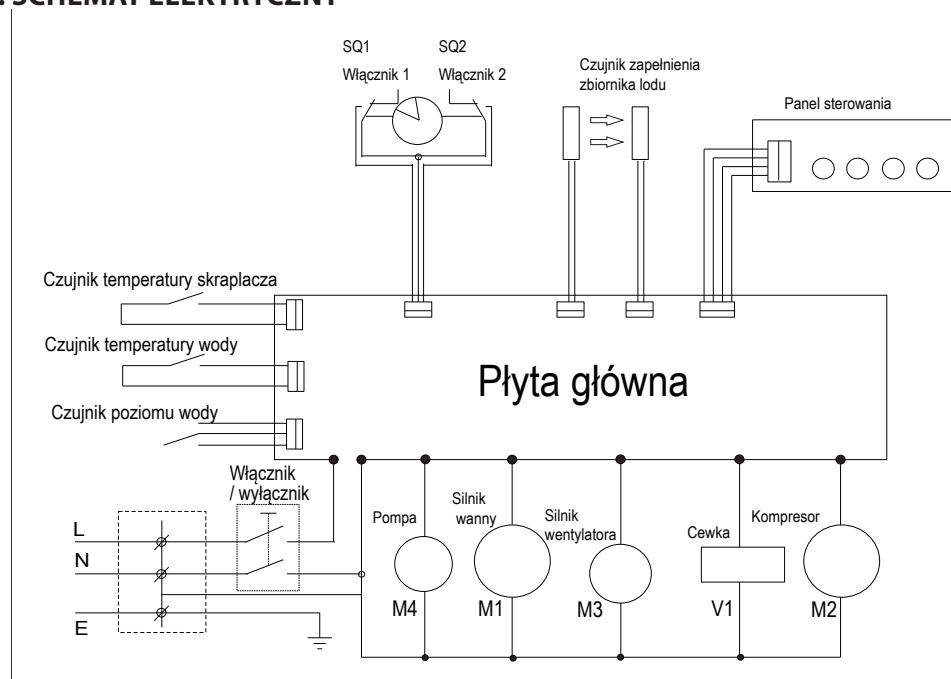 . SCHEMAT ELEKTRYCZNY
SQ1
SQ2
Włącznik 1
Włącznik 2
Czujnik zapełnienia
zbiornika lodu
Panel sterowania
Czujnik temperatury skraplacza
Czujnik temperatury wody
Czujnik poziomu wody
Płyta główna
Włącznik
/ wyłącznik
L
N
E
Pompa
Silnik
wanny
Silnik
wentylatora
Cewka
Kompresor
M4
M1
M3
V1
M2